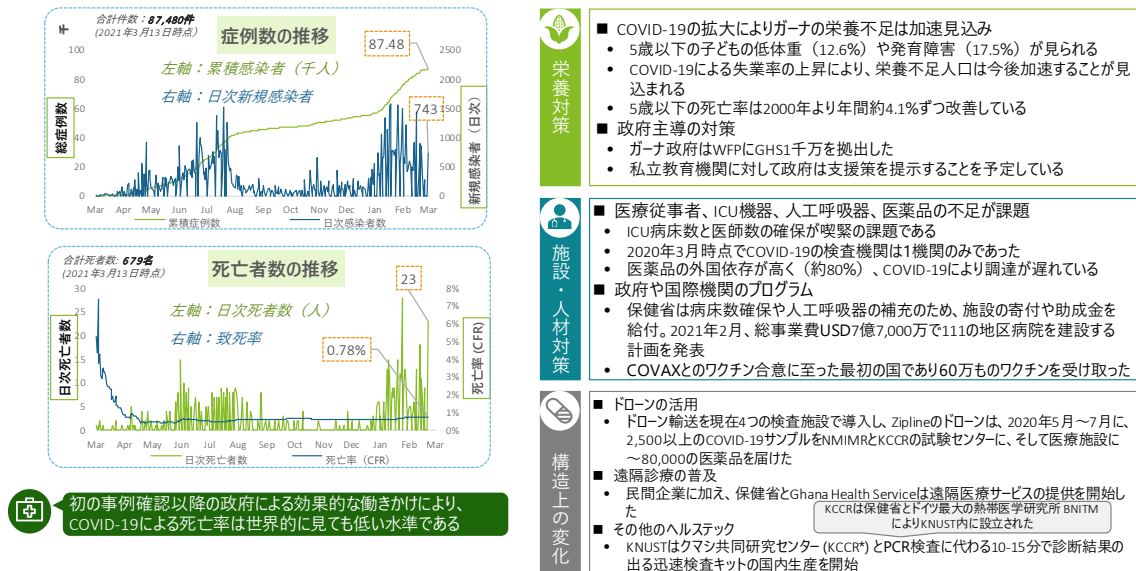 合計件数：87,480件
(2021年3月13日時点)
症例数の推移
千
87.48
左軸：累積感染者（千人）
右軸：日次新規感染者
743
総症例数
新規感染者（日次）
100
80
60
40
20
0
2500
2000
1500
1000
500
0
Mar Apr May Jun Jul Aug Sep Oct Nov Dec Jan Feb Mar
累積症例数 日次感染者数
合計死者数: 679名
(2021年3月13日時点)
死亡者数の推移
23
左軸：日次死者数（人）
右軸：致死率
0.78%
日次死亡者数
死亡率 (CFR)
30
25
20
15
10
5
0
8%
7%
6%
5%
4%
3%
2%
1%
0%
Mar Apr May Jun Jul Aug Sep Oct Nov Dec Jan Feb Mar
日次死亡者数 死亡率（CFR）
初の事例確認以降の政府による効果的な働きかけにより、
COVID-19による死亡率は世界的に見ても低い水準である
栄養対策
■ COVID-19の拡大によりガーナの栄養不足は加速見込み
• 5歳以下の子どもの低体重（12.6%）や発育障害（17.5%）が見られる
• COVID-19による失業率の上昇により、栄養不足人口は今後加速することが見
込まれる
• 5歳以下の死亡率は2000年より年間約4.1%ずつ改善している
■ 政府主導の対策
• ガーナ政府はWFPにGHS1千万を拠出した
• 私立教育機関に対して政府は支援策を提示することを予定している
施設・人材対策
■ 医療従事者、ICU機器、人工呼吸器、医薬品の不足が課題
• ICU病床数と医師数の確保が喫緊の課題である
• 2020年3月時点でCOVID-19の検査機関は1機関のみであった
• 医薬品の外国依存が高く（約80%）、COVID-19により調達が遅れている
■ 政府や国際機関のプログラム
• 保健省は病床数確保や人工呼吸器の補充のため、施設の寄付や助成金を
給付。2021年2月、総事業費USD7億7,000万で111の地区病院を建設する
計画を発表
• COVAXとのワクチン合意に至った最初の国であり60万ものワクチンを受け取った
構造上の変化
■ ドローンの活用
• ドローン輸送を現在4つの検査施設で導入し、Ziplineのドローンは、2020年5月～7月に、
2,500以上のCOVID-19サンプルをNMIMRとKCCRの試験センターに、そして医療施設に
～80,000の医薬品を届けた
■ 遠隔診療の普及
• 民間企業に加え、保健省とGhana Health Serviceは遠隔医療サービスの提供を開始し
た
KCCRは保健省とドイツ最大の熱帯医学研究所 BNITM
によりKNUST内に設立された
■ その他のヘルステック
• KNUSTはクマシ共同研究センター (KCCR*) とPCR検査に代わる10-15分で診断結果の
出る迅速検査キットの国内生産を開始